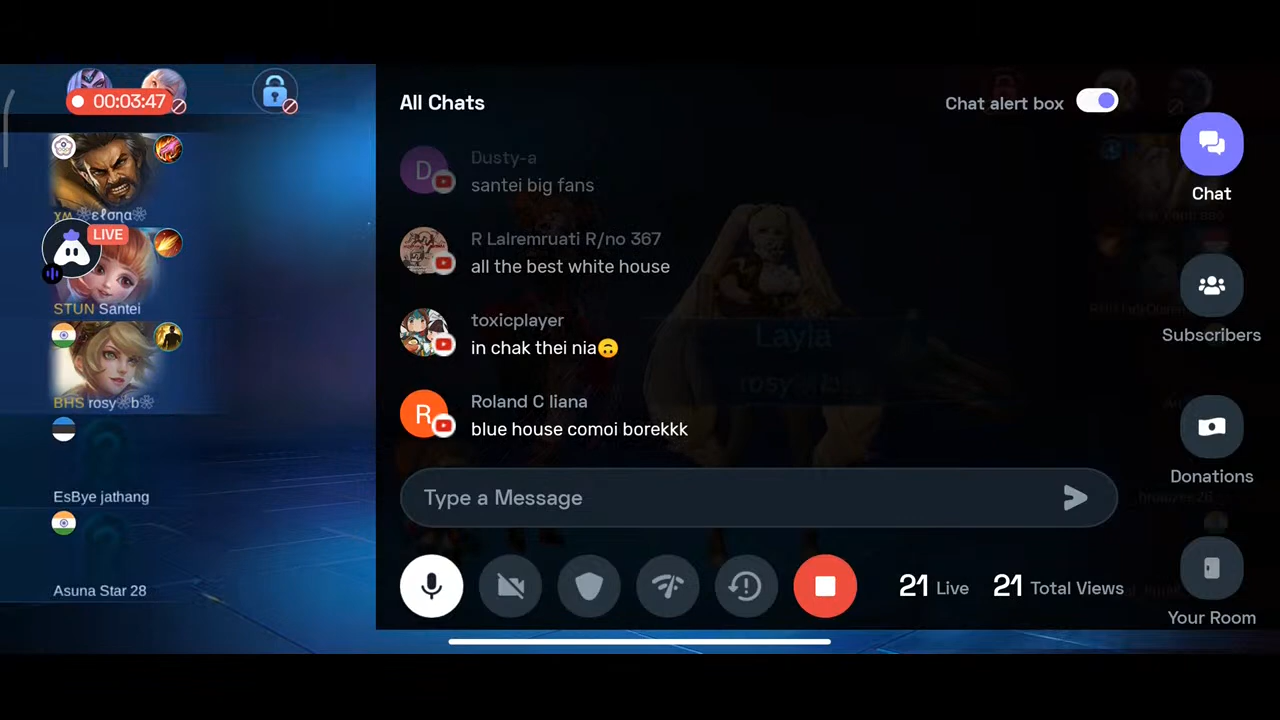 00:03:47
LIVE
STUN Santei
BHS rosy❀b❀
EsBye jathang
Asuna Star 28
All Chats
Chat alert box
D
Dusty-a
santei big fans
R Lalremruati R/no 367
all the best white house
toxicplayer
in chak thei nia🙃
R
Roland C liana
blue house comoi borekkk
Layla
Type a Message
21 Live 21 Total Views
Chat
Subscribers
Donations
Your Room